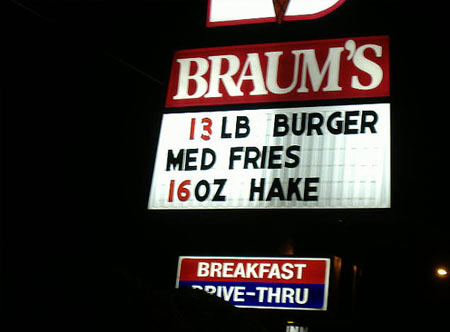 BRAUM'S
13 LB BURGER
MED FRIES
16OZ HAKE
BREAKFAST
DRIVE-THRU